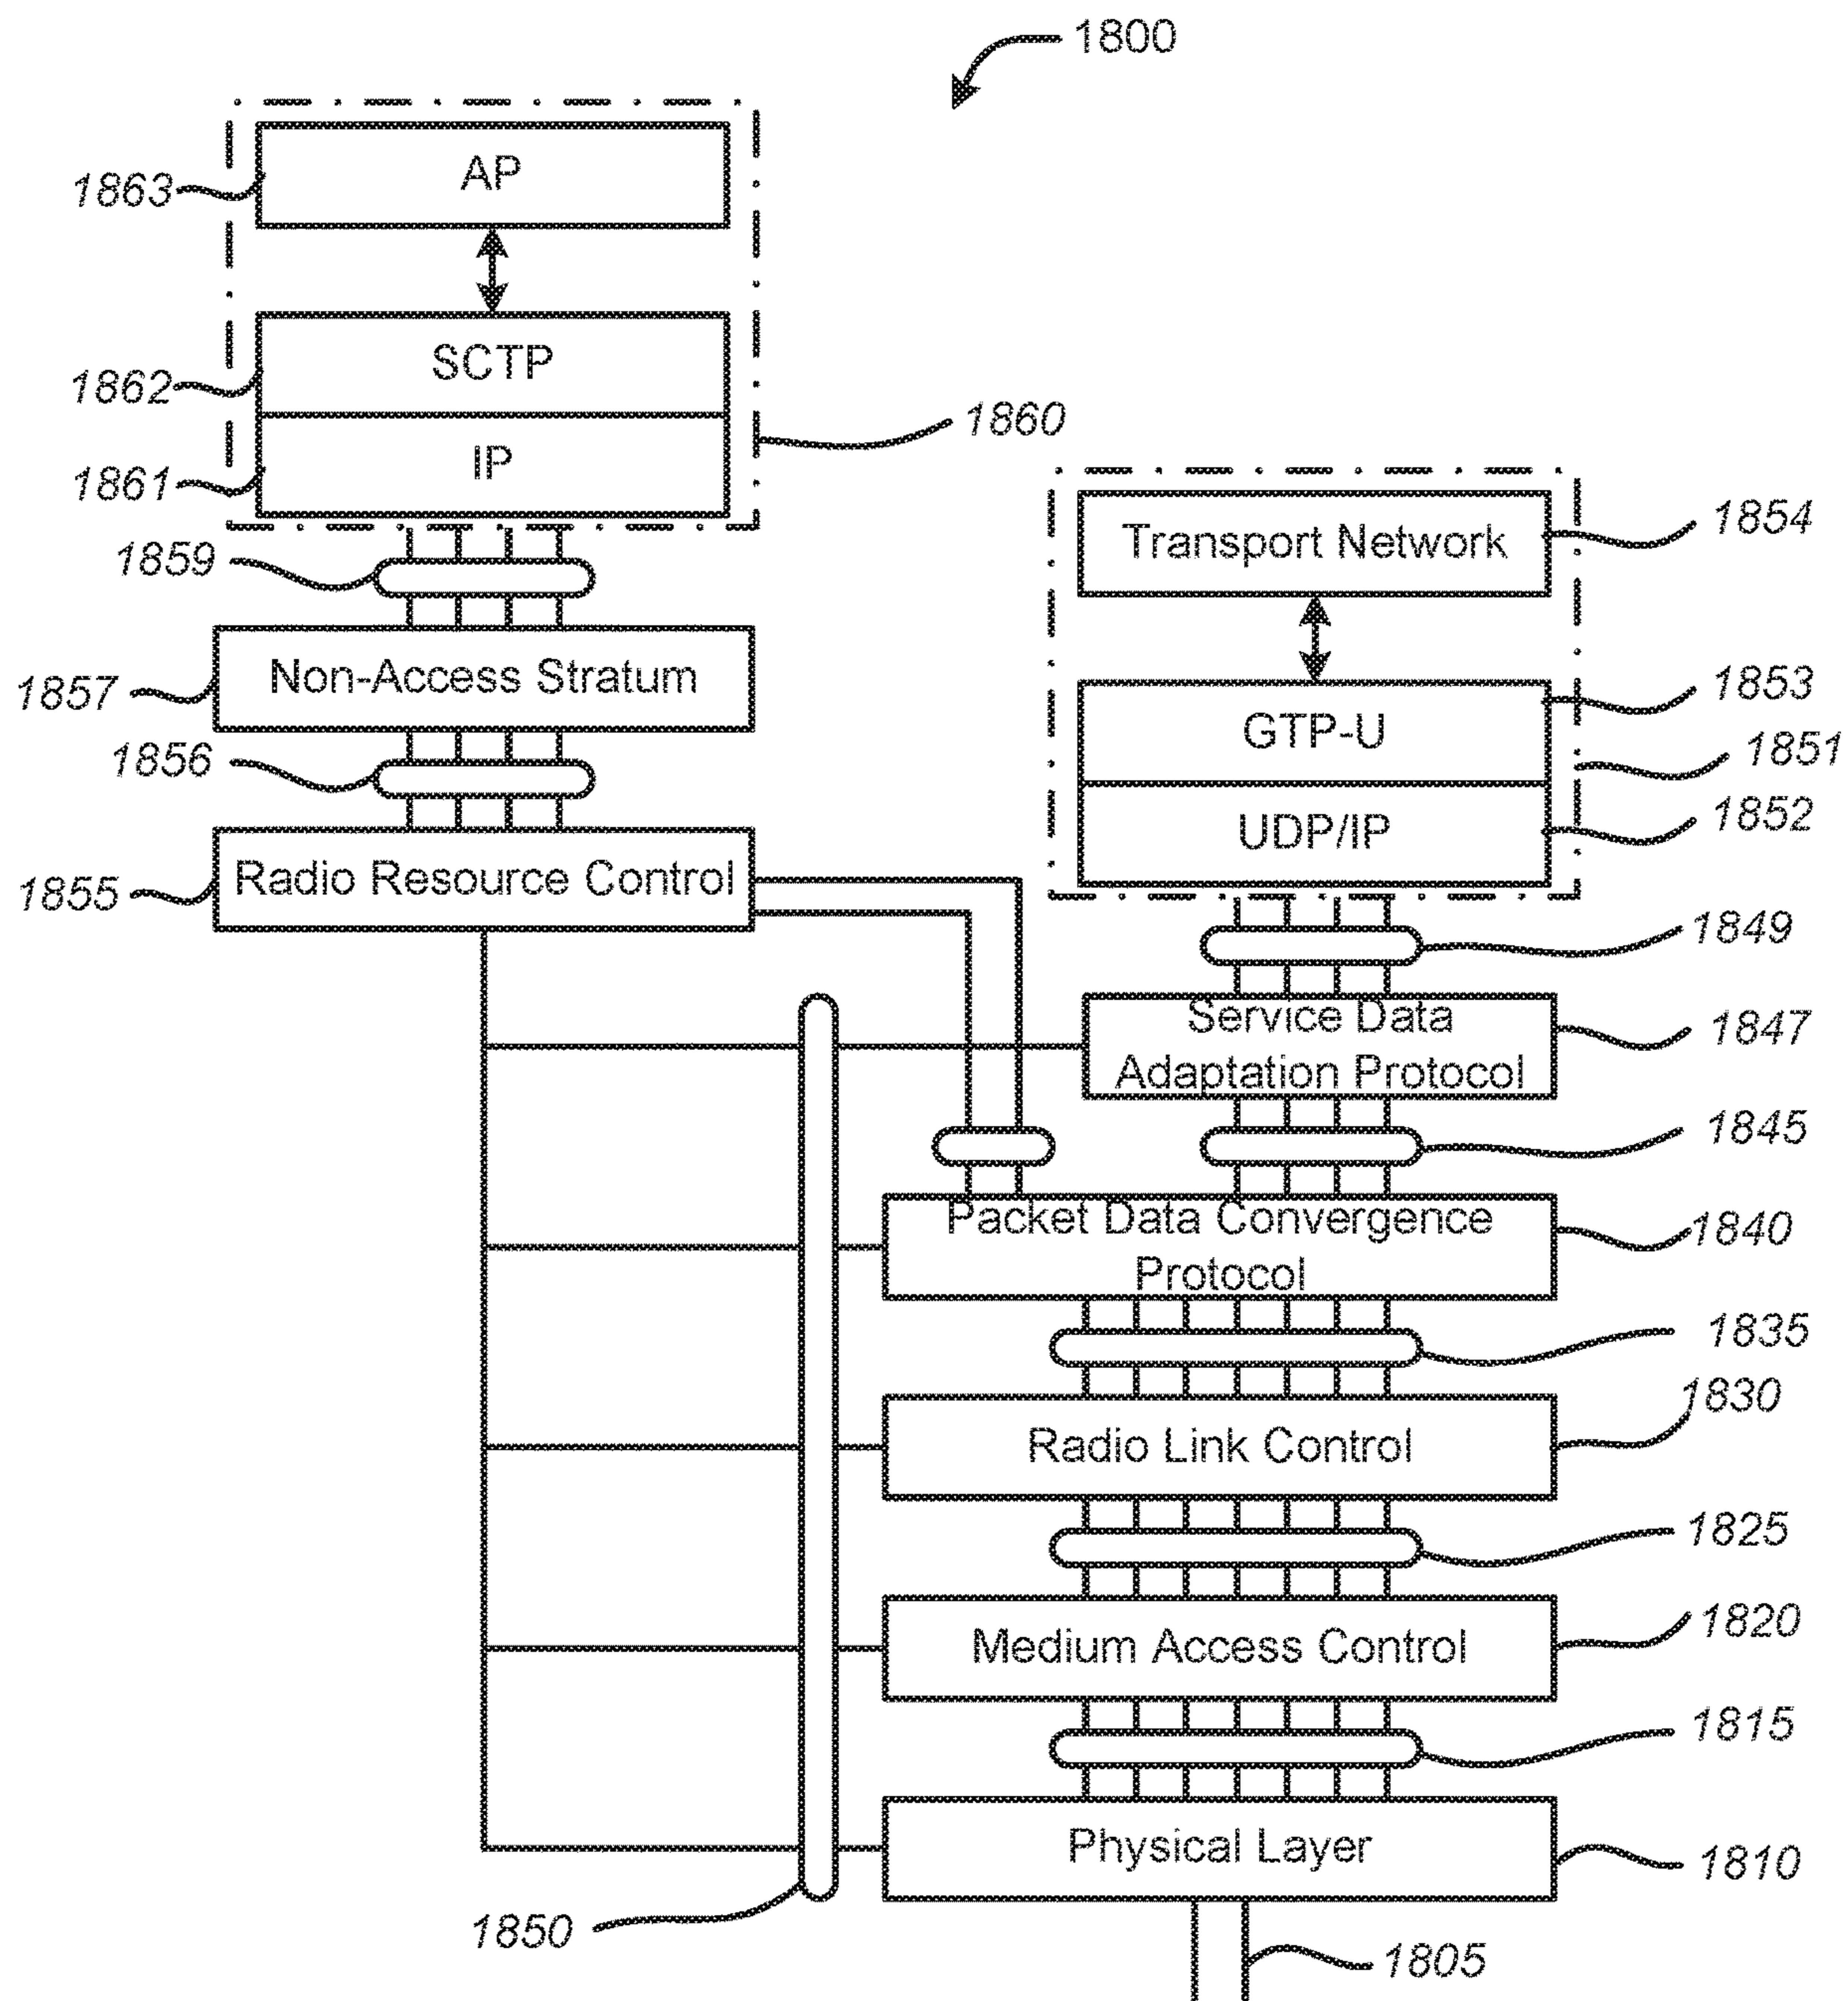 1800
AP
1863
SCTP
1862
1860
IP
1861
Transport Network
1854
1859
Non-Access Stratum
1857
1853
GTP-U
1851
1856
1852
UDP/IP
Radio Resource Control
1855
1849
Service Data
Adaptation Protocol
1847
1845
Packet Data Convergence
Protocol
1840
1835
1830
Radio Link Control
1825
1820
Medium Access Control
1815
Physical Layer
1810
1850
1805